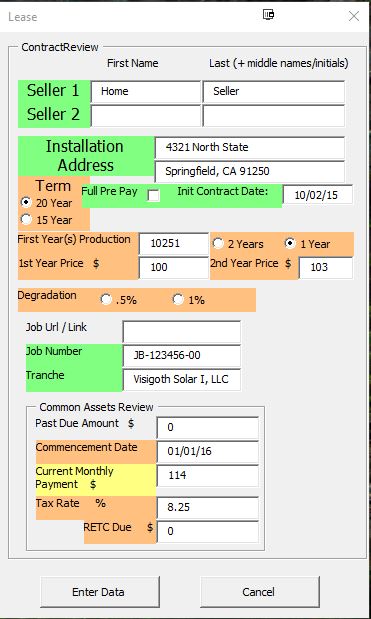 Lease
ContractReview
First Name Last (+ middle names/initials)
Seller 1 Home Seller
Seller 2
Installation Address 4321 North State
Springfield, CA 91250
Term
20 Year Full Pre Pay Init Contract Date: 10/02/15
15 Year
First Year(s) Production 10251 2 Years 1 Year
1st Year Price $ 100 2nd Year Price $ 103
Degradation .5% 1%
Job Url / Link
Job Number JB-123456-00
Tranche Visigoth Solar I, LLC
Common Assets Review
Past Due Amount $ 0
Commencement Date 01/01/16
Current Monthly
Payment $ 114
Tax Rate % 8.25
RETC Due $ 0
Enter Data Cancel